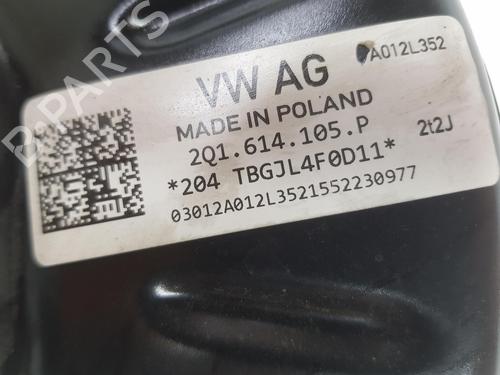 B-PARTS
A012L352
VW AG
MADE IN POLAND
2Q1.614.105.P
2t2J
*204 TBGJL4F0D11*
03012A012L3521552230977